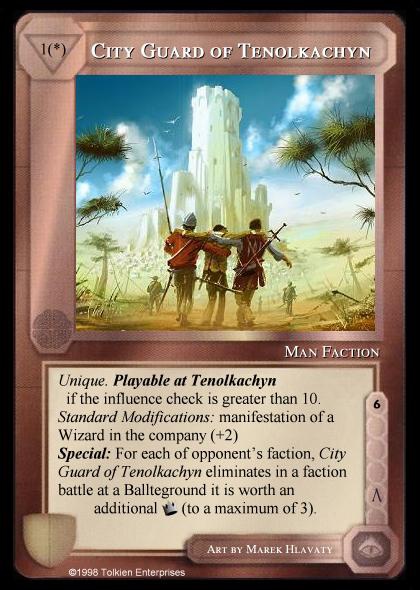 1(*)
CITY GUARD OF TENOLKACHYN
MAN FACTION
Unique. Playable at Tenolkachyn
if the influence check is greater than 10.
Standard Modifications: manifestation of a
Wizard in the company (+2)
Special: For each of opponent's faction, City
Guard of Tenolkachyn eliminates in a faction
battle at a Ballteground it is worth an
additional (to a maximum of 3).
6
ART BY MAREK HLAVATY
©1998 Tolkien Enterprises